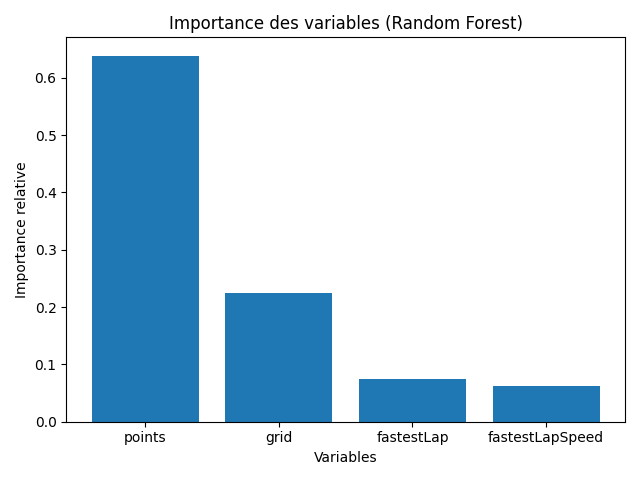 Importance des variables (Random Forest)
Importance relative
0.6
0.5
0.4
0.3
0.2
0.1
0.0
points grid fastestLap fastestLapSpeed
Variables